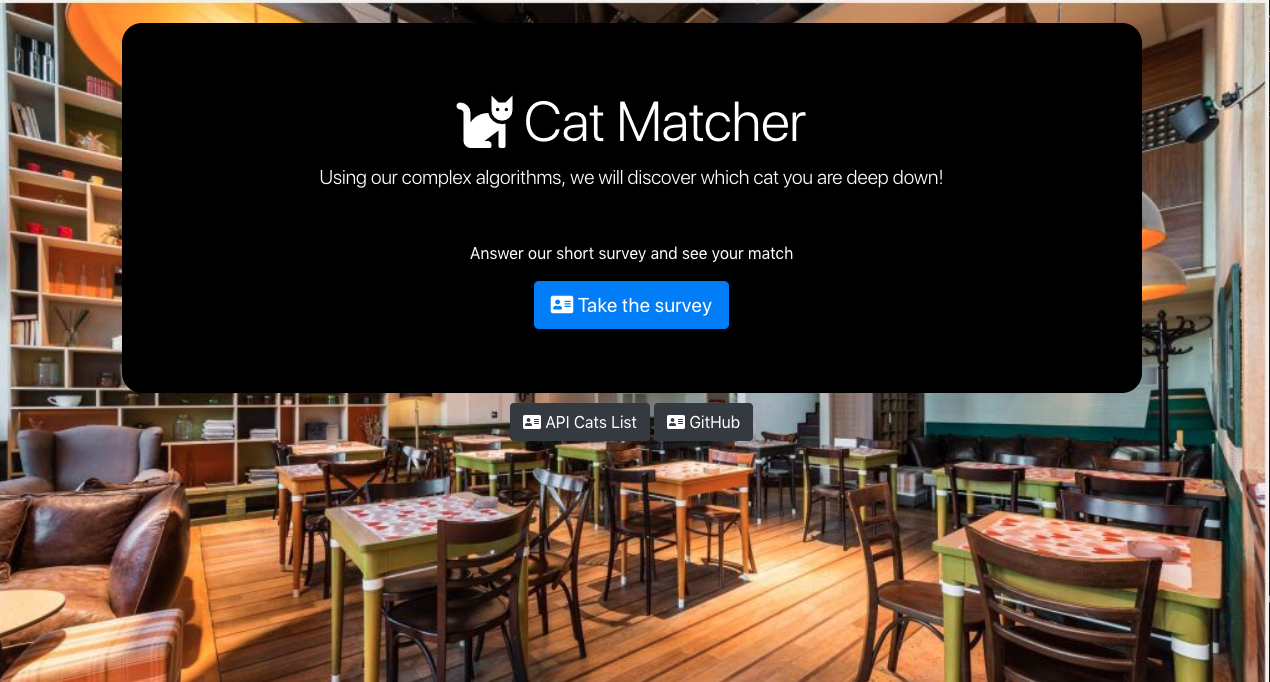 Cat Matcher
Using our complex algorithms, we will discover which cat you are deep down!
Answer our short survey and see your match
Take the survey
API Cats List
GitHub